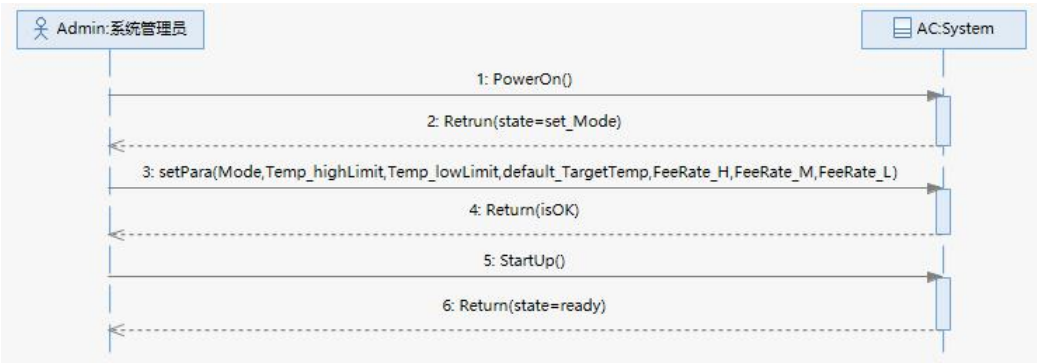 Admin:系统管理员
AC:System
1: PowerOn()
2: Retrun(state=set_Mode)
3: setPara(Mode,Temp_highLimit,Temp_lowLimit,default_TargetTemp,FeeRate_H,FeeRate_M,FeeRate_L)
4: Return(isOK)
5: StartUp()
6: Return(state=ready)